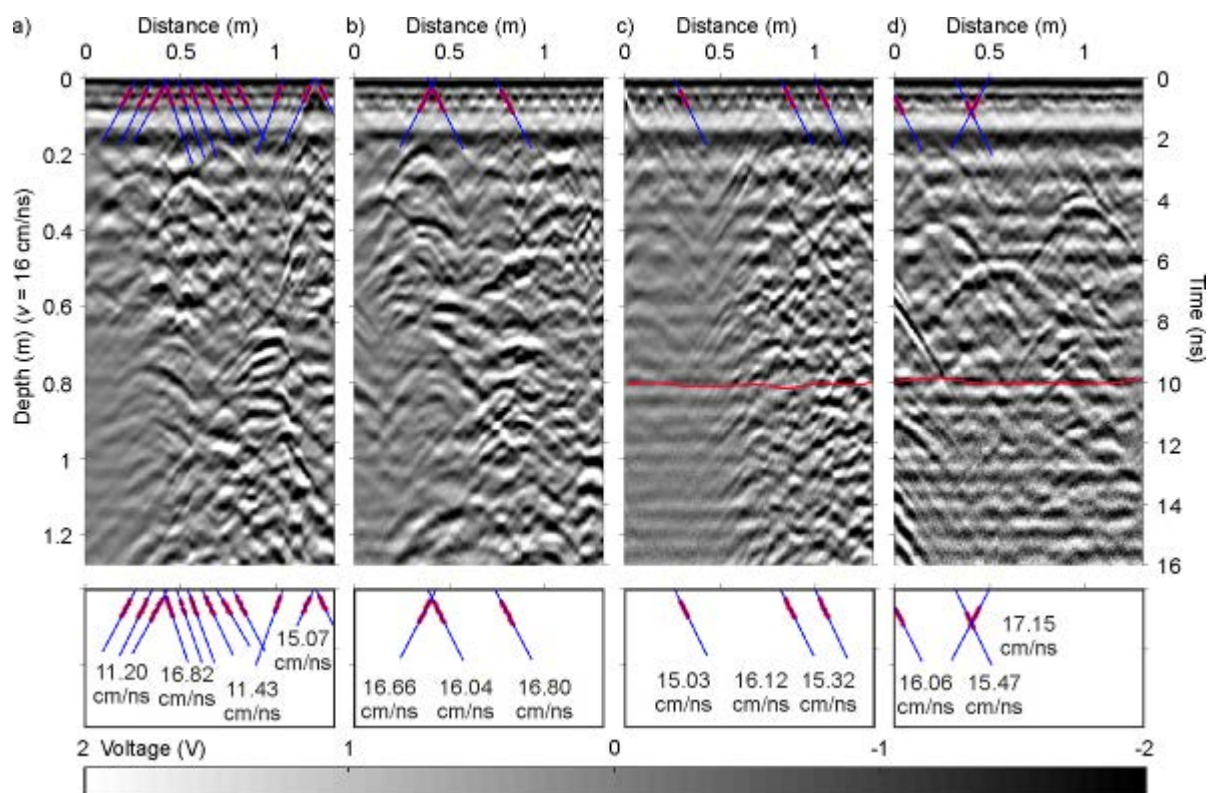 a) Distance (m) b) Distance (m) c) Distance (m) d) Distance (m)
0 0.5 1 0 0.5 1 0 0.5 1 0 0.5 1
0 0
0.2 2
0.4 4
6
0.6
8
0.8 10
1 12
14
1.2
16
Depth (m) (v = 16 cm/ns)
Time (ns)
11.20
cm/ns
16.82
cm/ns
11.43
cm/ns
15.07
cm/ns
16.66
cm/ns
16.04
cm/ns
16.80
cm/ns
15.03
cm/ns
16.12
cm/ns
15.32
cm/ns
16.06
cm/ns
15.47
cm/ns
17.15
cm/ns
2 Voltage (V) 1 0 -1 -2